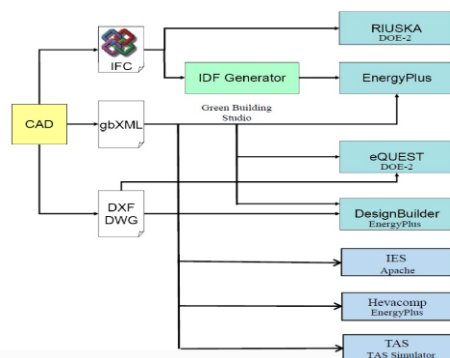 RIUSKA
DOE-2
IFC
IDF Generator
EnergyPlus
Green Building
Studio
CAD
gbXML
eQUEST
DOE-2
DXF
DWG
DesignBuilder
EnergyPlus
IES
Apache
Hevacomp
EnergyPlus
TAS
TAS Simulator